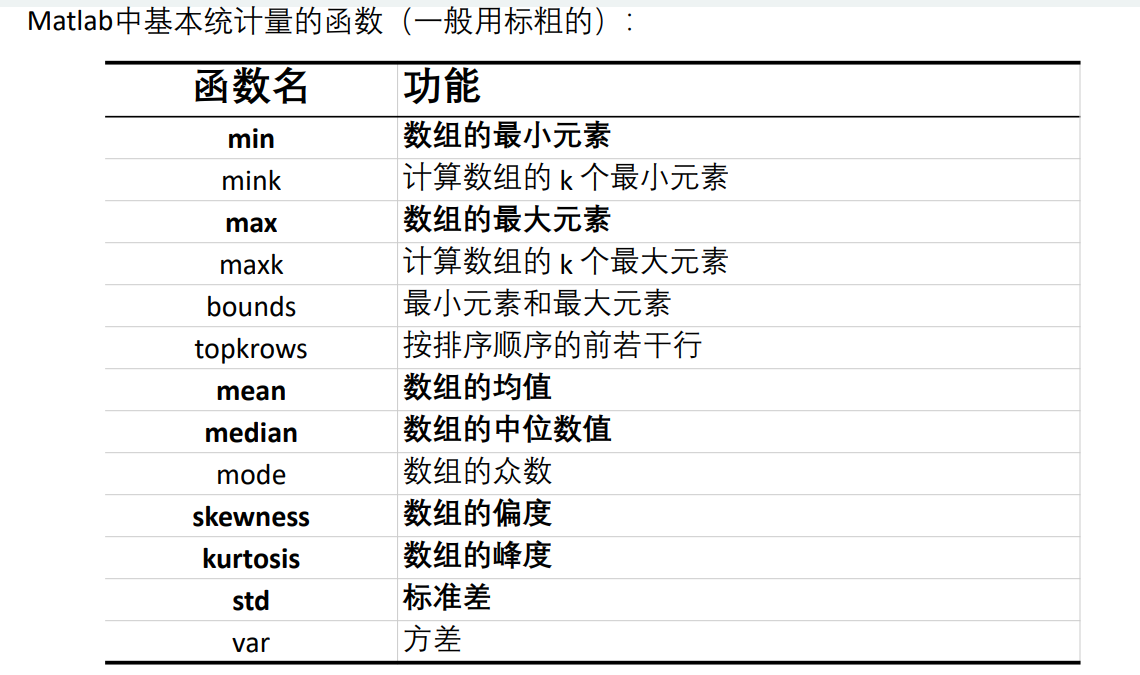 Matlab中基本统计量的函数（一般用标粗的）：
函数名 功能
min 数组的最小元素
mink 计算数组的 k 个最小元素
max 数组的最大元素
maxk 计算数组的 k 个最大元素
bounds 最小元素和最大元素
topkrows 按排序顺序的前若干行
mean 数组的均值
median 数组的中位数值
mode 数组的众数
skewness 数组的偏度
kurtosis 数组的峰度
std 标准差
var 方差